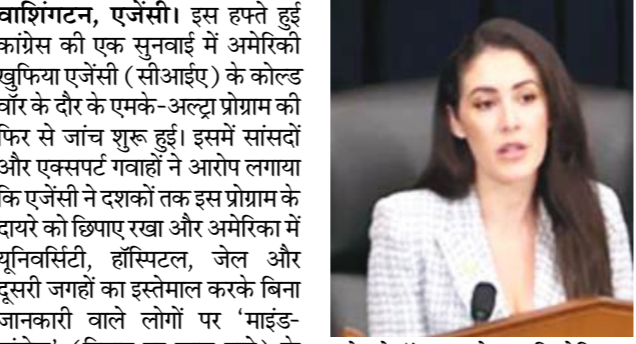 वाशिंगटन, एजेंसी। इस हफ्ते हुई
कांग्रेस की एक सुनवाई में अमेरिकी
खुफिया एजेंसी (सीआईए) के कोल्ड
वॉर के दौर के एमके-अल्ट्रा प्रोग्राम की
फिर से जांच शुरू हुई। इसमें सांसदों
और एक्सपर्ट गवाहों ने आरोप लगाया
कि एजेंसी ने दशकों तक इस प्रोग्राम के
दायरे को छिपाए रखा और अमेरिका में
यूनिवर्सिटी, हॉस्पिटल, जेल और
दूसरी जगहों का इस्तेमाल करके बिना
जानकारी वाले लोगों पर ‘माइंड-